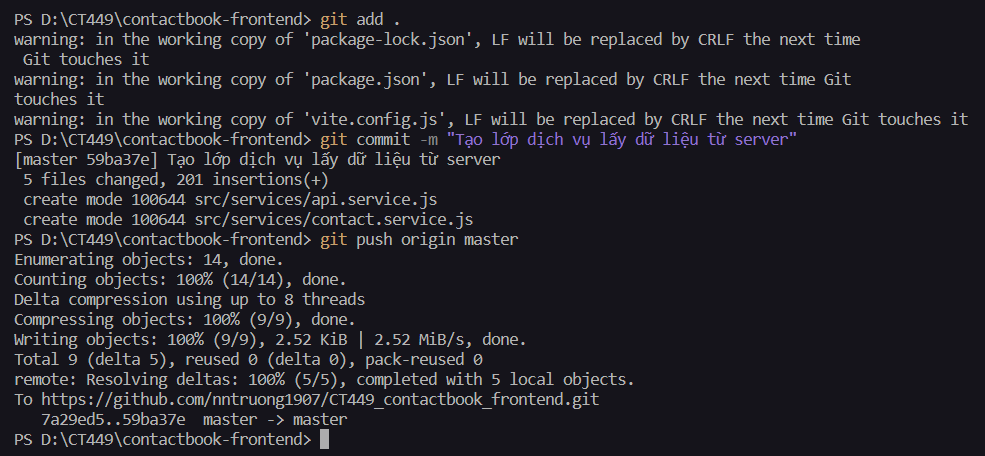 PS D:\CT449\contactbook-frontend> git add .
warning: in the working copy of 'package-lock.json', LF will be replaced by CRLF the next time
 Git touches it
warning: in the working copy of 'package.json', LF will be replaced by CRLF the next time Git
touches it
warning: in the working copy of 'vite.config.js', LF will be replaced by CRLF the next time Git touches it
PS D:\CT449\contactbook-frontend> git commit -m "Tạo lớp dịch vụ lấy dữ liệu từ server"
[master 59ba37e] Tạo lớp dịch vụ lấy dữ liệu từ server
 5 files changed, 201 insertions(+)
 create mode 100644 src/services/api.service.js
 create mode 100644 src/services/contact.service.js
PS D:\CT449\contactbook-frontend> git push origin master
Enumerating objects: 14, done.
Counting objects: 100% (14/14), done.
Delta compression using up to 8 threads
Compressing objects: 100% (9/9), done.
Writing objects: 100% (9/9), 2.52 KiB | 2.52 MiB/s, done.
Total 9 (delta 5), reused 0 (delta 0), pack-reused 0
remote: Resolving deltas: 100% (5/5), completed with 5 local objects.
To https://github.com/nntruong1907/CT449_contactbook_frontend.git
   7a29ed5..59ba37e  master -> master
PS D:\CT449\contactbook-frontend>